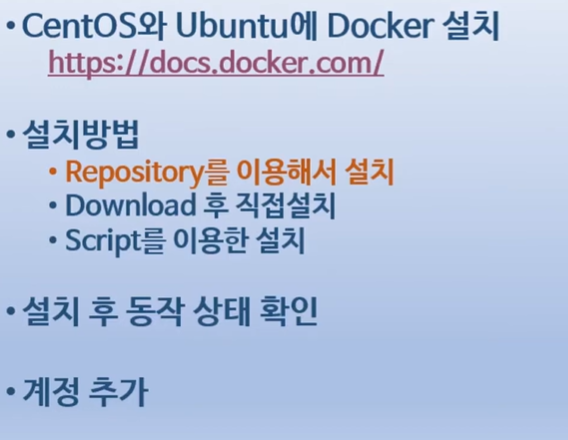 • CentOS와 Ubuntu에 Docker 설치
https://docs.docker.com/
• 설치방법
• Repository를 이용해서 설치
• Download 후 직접설치
• Script를 이용한 설치
• 설치 후 동작 상태 확인
• 계정 추가